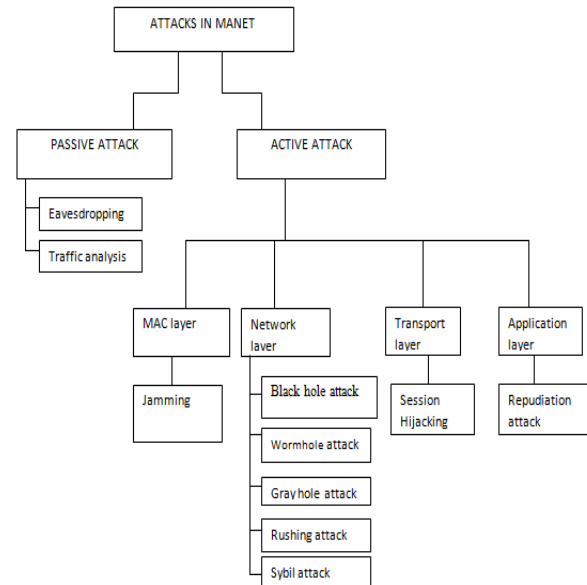 ATTACKS IN MANET
PASSIVE ATTACK
ACTIVE ATTACK
Eavesdropping
Traffic analysis
MAC layer
Network
layer
Transport
layer
Application
layer
Jamming
Black hole attack
Wormhole attack
Gray hole attack
Rushing attack
Sybil attack
Session
Hijacking
Repudiation
attack